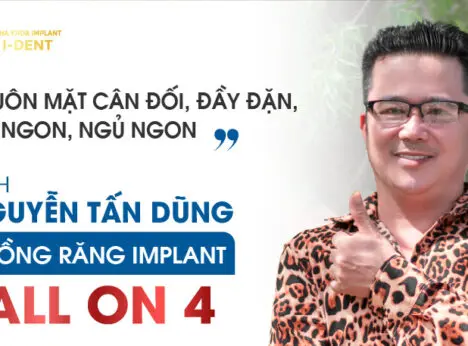 NG KHOA IMPLANT
I-DENT
UÔN MẶT CÂN ĐỐI, ĐẦY ĐẶN,
NGON, NGỦ NGON ”
H
GUYỄN TẤN DŨNG
ỒNG RĂNG IMPLANT
ALL ON 4